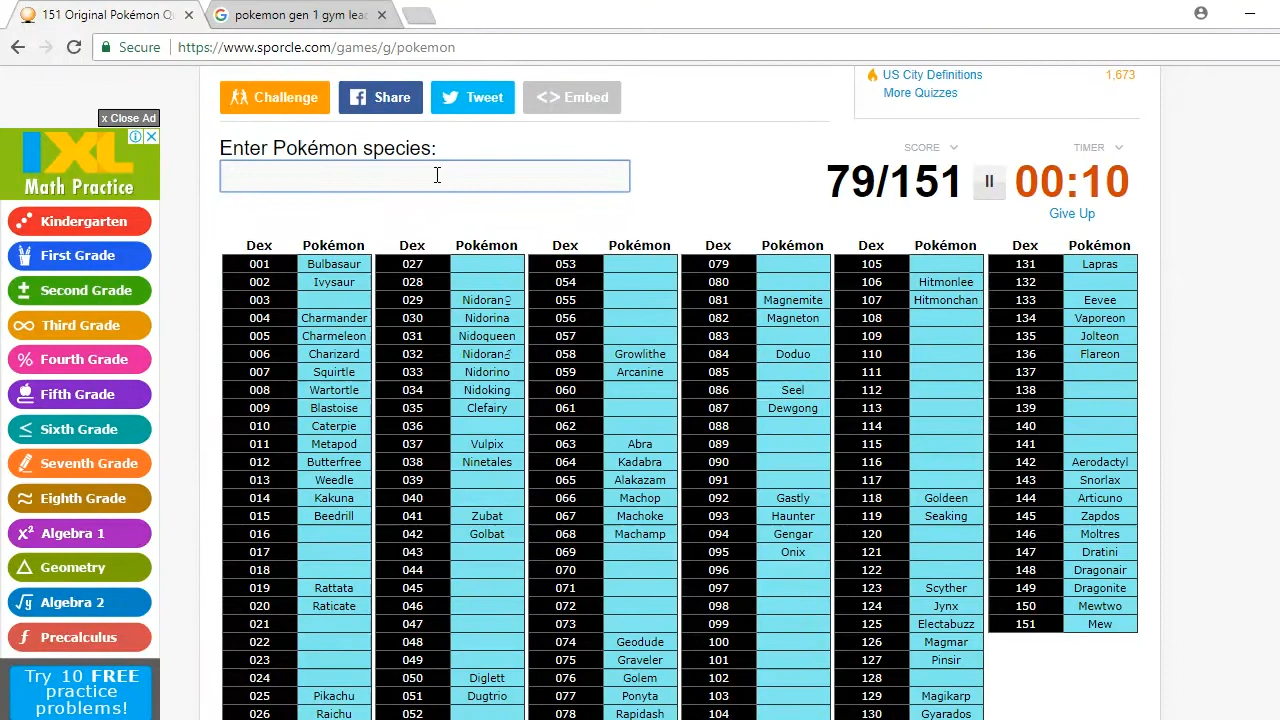 151 Original Pokémon Qu
pokemon gen 1 gym lead
Secure https://www.sporcle.com/games/g/pokemon
US City Definitions 1,673
More Quizzes
Challenge Share Tweet <> Embed
x Close Ad
IXL
Math Practice
Kindergarten
First Grade
Second Grade
Third Grade
Fourth Grade
Fifth Grade
Sixth Grade
Seventh Grade
Eighth Grade
Algebra 1
Geometry
Algebra 2
Precalculus
Try 10 FREE
practice
problems!
Enter Pokémon species:
SCORE TIMER
79/151 00:10
Give Up
Dex Pokémon Dex Pokémon Dex Pokémon Dex Pokémon Dex Pokémon Dex Pokémon
001 Bulbasaur 027 053 079 105 131 Lapras
002 Ivysaur 028 054 080 106 Hitmonlee 132
003 029 Nidoran♀ 055 081 Magnemite 107 Hitmonchan 133 Eevee
004 Charmander 030 Nidorina 056 082 Magneton 108 134 Vaporeon
005 Charmeleon 031 Nidoqueen 057 083 109 135 Jolteon
006 Charizard 032 Nidoran♂ 058 Growlithe 084 Doduo 110 136 Flareon
007 Squirtle 033 Nidorino 059 Arcanine 085 111 137
008 Wartortle 034 Nidoking 060 086 Seel 112 138
009 Blastoise 035 Clefairy 061 087 Dewgong 113 139
010 Caterpie 036 062 088 114 140
011 Metapod 037 Vulpix 063 Abra 089 115 141
012 Butterfree 038 Ninetales 064 Kadabra 090 116 142 Aerodactyl
013 Weedle 039 065 Alakazam 091 117 143 Snorlax
014 Kakuna 040 066 Machop 092 Gastly 118 Goldeen 144 Articuno
015 Beedrill 041 Zubat 067 Machoke 093 Haunter 119 Seaking 145 Zapdos
016 042 Golbat 068 Machamp 094 Gengar 120 146 Moltres
017 043 069 095 Onix 121 147 Dratini
018 044 070 096 122 148 Dragonair
019 Rattata 045 071 097 123 Scyther 149 Dragonite
020 Raticate 046 072 098 124 Jynx 150 Mewtwo
021 047 073 099 125 Electabuzz 151 Mew
022 048 074 Geodude 100 126 Magmar
023 049 075 Graveler 101 127 Pinsir
024 050 Diglett 076 Golem 102 128
025 Pikachu 051 Dugtrio 077 Ponyta 103 129 Magikarp
026 Raichu 052 078 Rapidash 104 130 Gyarados